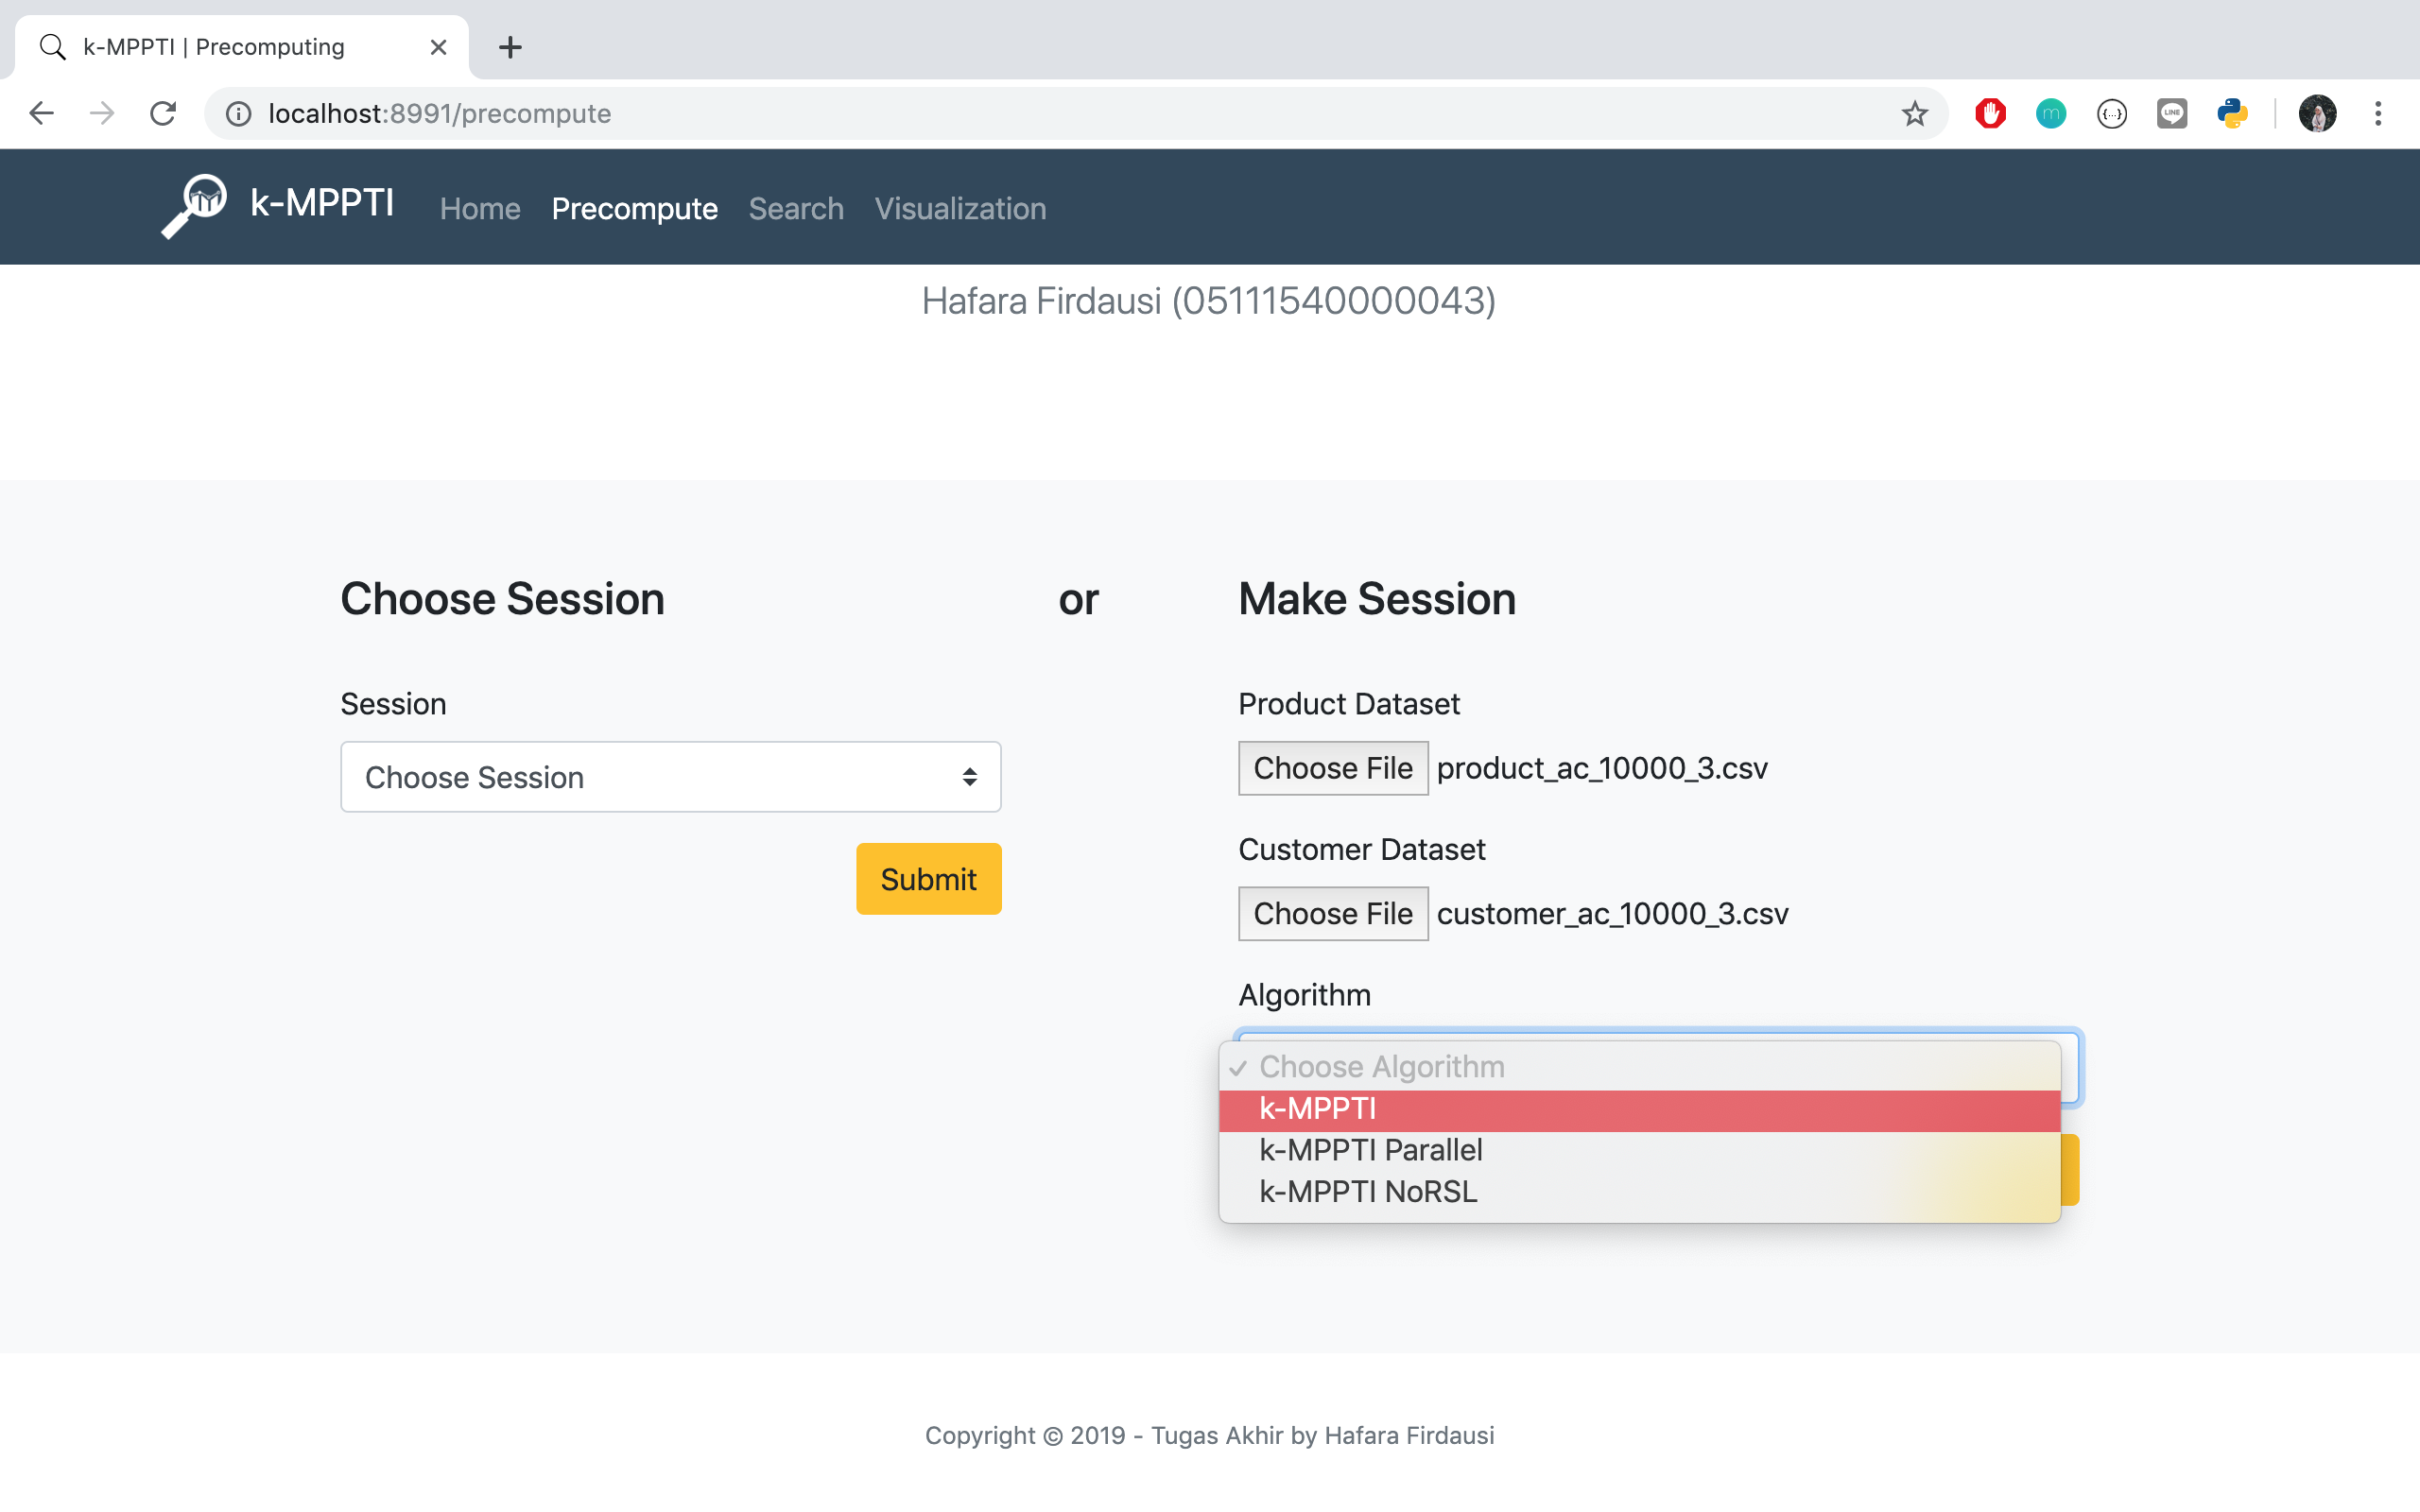 k-MPPTI | Precomputing
localhost:8991/precompute
m
{...}
LINE
k-MPPTI Home Precompute Search Visualization
Hafara Firdausi (05111540000043)
Choose Session or Make Session
Session
Choose Session
Submit
Product Dataset
Choose File product_ac_10000_3.csv
Customer Dataset
Choose File customer_ac_10000_3.csv
Algorithm
✓ Choose Algorithm
k-MPPTI
k-MPPTI Parallel
k-MPPTI NoRSL
Copyright © 2019 - Tugas Akhir by Hafara Firdausi